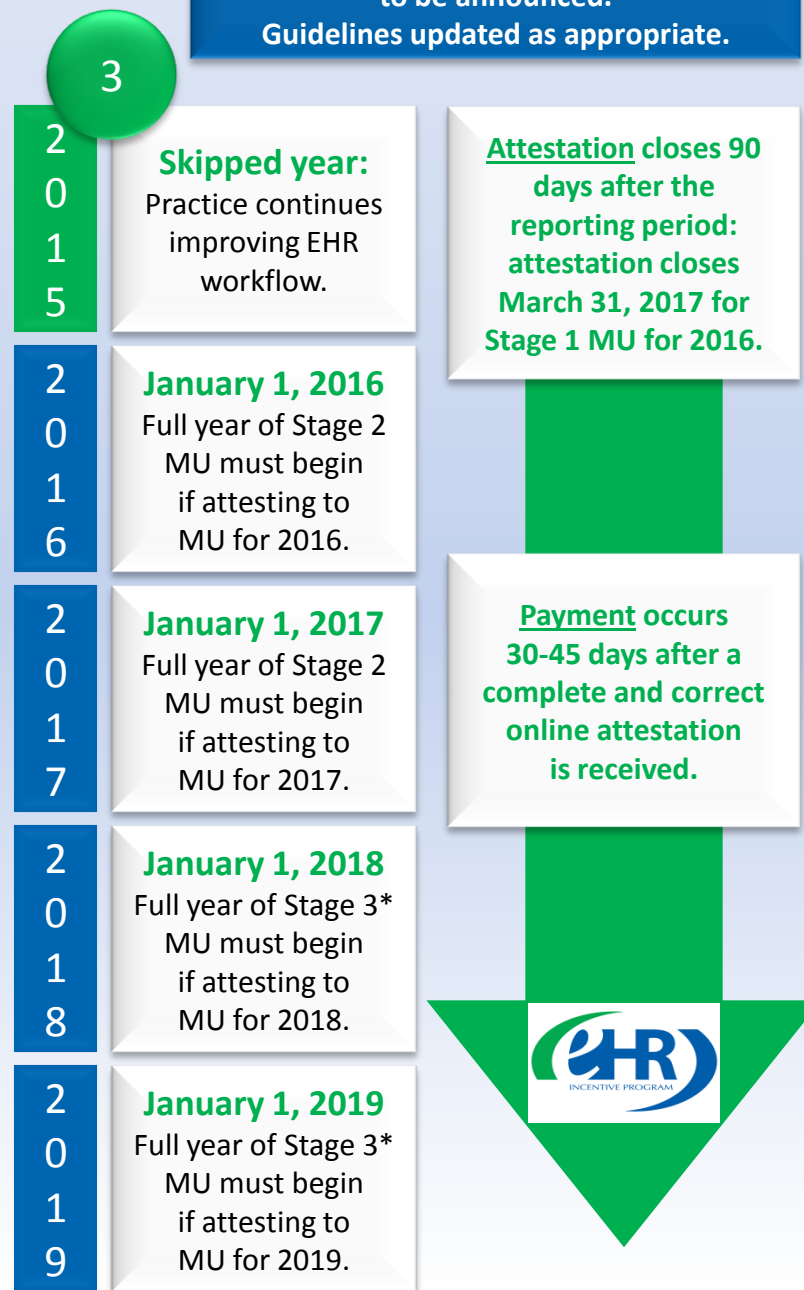 to be announced.
Guidelines updated as appropriate.
3
2
0
1
5
Skipped year:
Practice continues
improving EHR
workflow.
2
0
1
6
January 1, 2016
Full year of Stage 2
MU must begin
if attesting to
MU for 2016.
2
0
1
7
January 1, 2017
Full year of Stage 2
MU must begin
if attesting to
MU for 2017.
2
0
1
8
January 1, 2018
Full year of Stage 3*
MU must begin
if attesting to
MU for 2018.
2
0
1
9
January 1, 2019
Full year of Stage 3*
MU must begin
if attesting to
MU for 2019.
Attestation closes 90
days after the
reporting period:
attestation closes
March 31, 2017 for
Stage 1 MU for 2016.
Payment occurs
30-45 days after a
complete and correct
online attestation
is received.
eHR
INCENTIVE PROGRAM